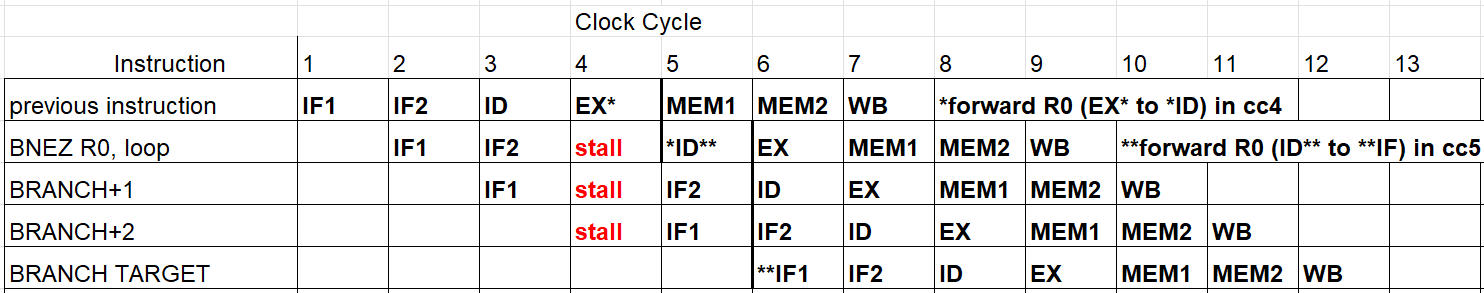 Clock Cycle
Instruction 1 2 3 4 5 6 7 8 9 10 11 12 13
previous instruction IF1 IF2 ID EX* MEM1 MEM2 WB *forward R0 (EX* to *ID) in cc4
BNEZ R0, loop IF1 IF2 stall *ID** EX MEM1 MEM2 WB **forward R0 (ID** to **IF) in cc5
BRANCH+1 IF1 stall IF2 ID EX MEM1 MEM2 WB
BRANCH+2 stall IF1 IF2 ID EX MEM1 MEM2 WB
BRANCH TARGET **IF1 IF2 ID EX MEM1 MEM2 WB